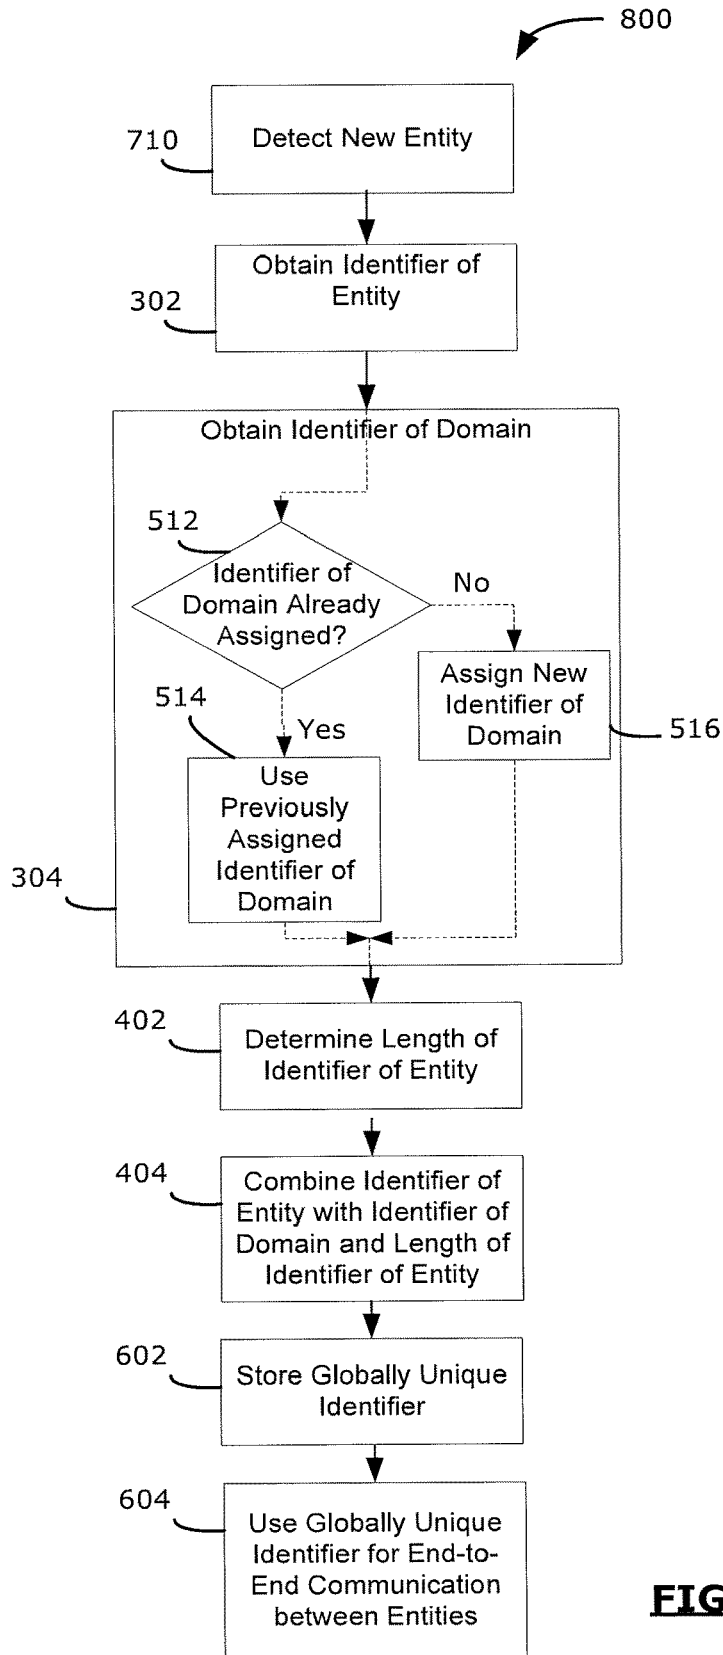 800
710
Detect New Entity
Obtain Identifier of
Entity
302
Obtain Identifier of Domain
512
Identifier of
Domain Already
Assigned?
No
Assign New
Identifier of
Domain
516
514
Yes
Use
Previously
Assigned
Identifier of
Domain
304
402
Determine Length of
Identifier of Entity
404
Combine Identifier of
Entity with Identifier of
Domain and Length of
Identifier of Entity
602
Store Globally Unique
Identifier
604
Use Globally Unique
Identifier for End-to-
End Communication
between Entities
FIG